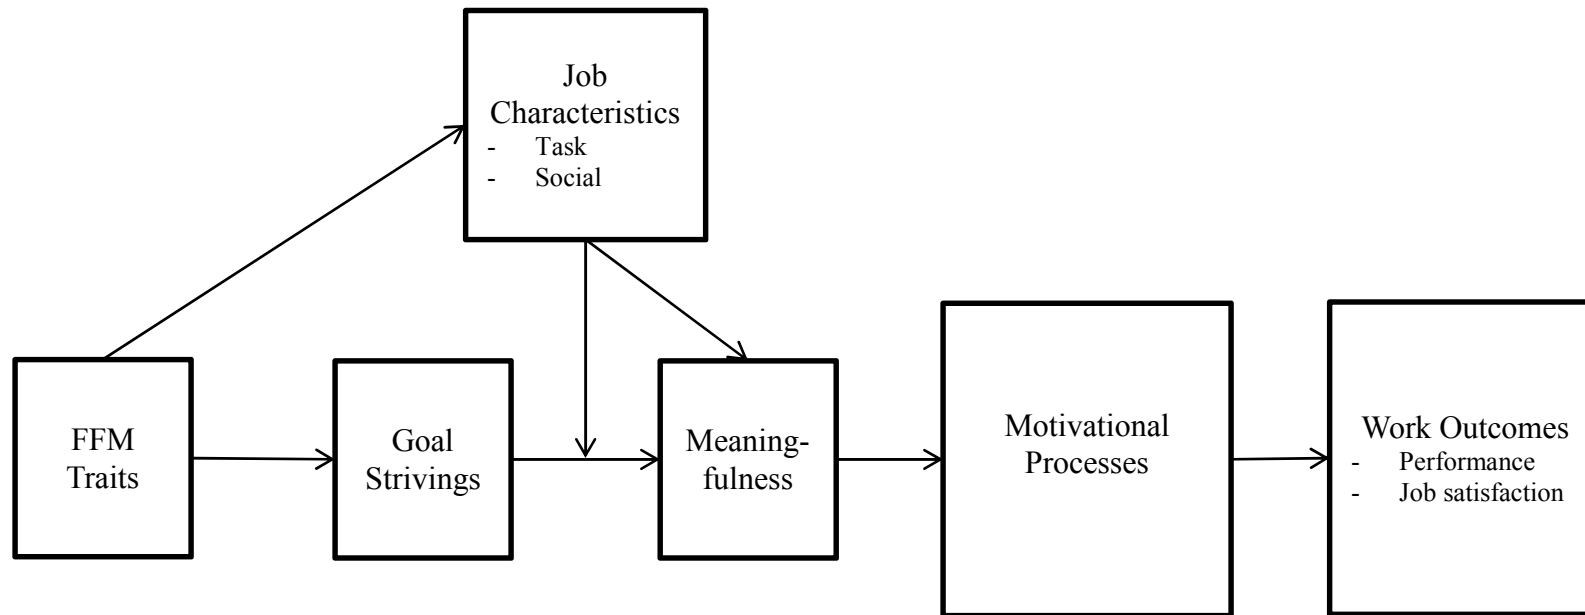 Job
Characteristics
- Task
- Social
FFM
Traits
Goal
Strivings
Meaning-
fulness
Motivational
Processes
Work Outcomes
- Performance
- Job satisfaction